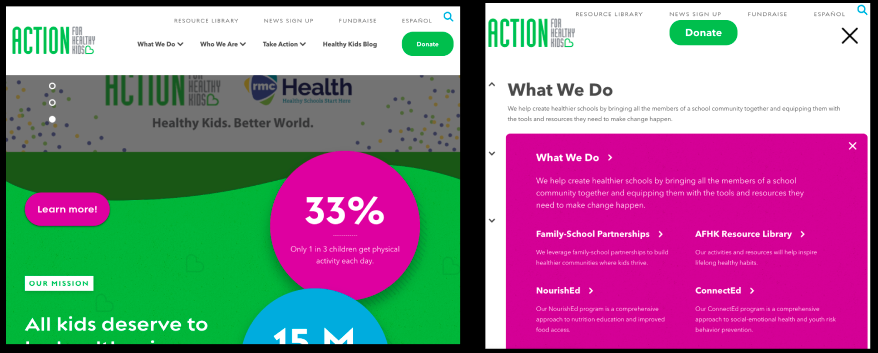 RESOURCE LIBRARY NEWS SIGN UP FUNDRAISE ESPAÑOL
ACTION FOR HEALTHY KIDS
What We Do Who We Are Take Action Healthy Kids Blog Donate
ACTION FOR HEALTHY KIDS
rmc Health
Healthy Schools Start Here
Healthy Kids. Better World.
Learn more!
33%
Only 1 in 3 children get physical
activity each day.
OUR MISSION
All kids deserve to
15 M
RESOURCE LIBRARY NEWS SIGN UP FUNDRAISE ESPAÑOL
ACTION FOR HEALTHY KIDS
Donate
What We Do
We help create healthier schools by bringing all the members of a school community together and equipping them with
the tools and resources they need to make change happen.
What We Do
We help create healthier schools by bringing all the members of a school
community together and equipping them with the tools and resources they
need to make change happen.
Family-School Partnerships
We leverage family-school partnerships to build
healthier communities where kids thrive.
AFHK Resource Library
Our activities and resources will help inspire
lifelong healthy habits.
NourishEd
Our NourishEd program is a comprehensive
approach to nutrition education and improved
food access.
ConnectEd
Our ConnectEd program is a comprehensive
approach to social-emotional health and youth risk
behavior prevention.